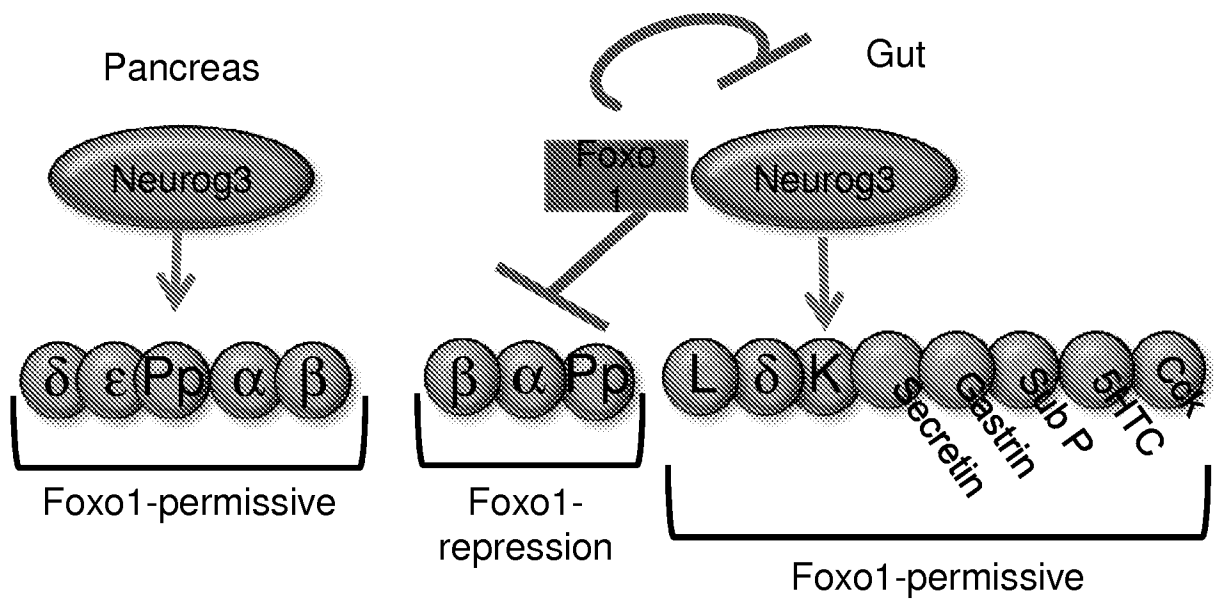 Pancreas
Gut
Neurog3
Foxo
1
Neurog3
δ ε Pp α β
β α Pp
L δ K
Secretin
Gastrin
Sub P
5HTC
Cck
Foxo1-permissive
Foxo1-
repression
Foxo1-permissive